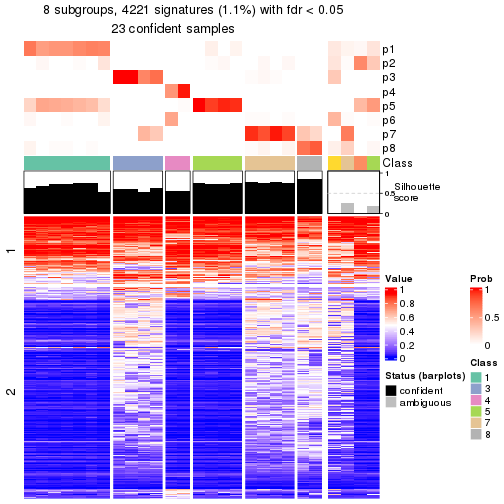 8 subgroups, 4221 signatures (1.1%) with fdr < 0.05
23 confident samples
p1
p2
p3
p4
p5
p6
p7
p8
Class
1
0.5
0
Silhouette
score
1
2
Value
1
0.8
0.6
0.4
0.2
0
Prob
1
0.5
0
Status (barplots)
confident
ambiguous
Class
1
3
4
5
7
8